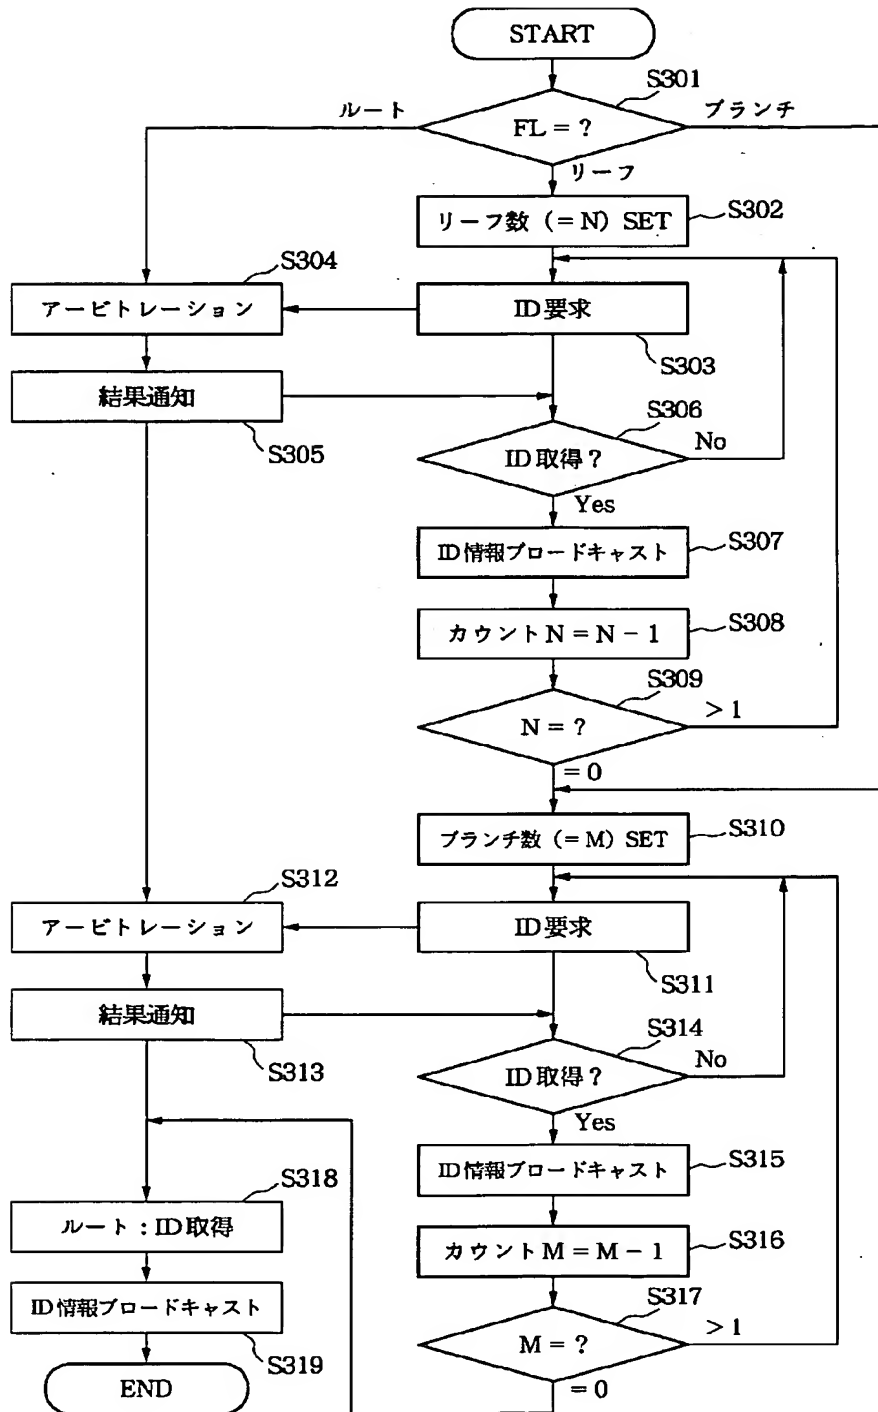 START
S301
ルート
FL = ?
ブランチ
リーフ
リーフ数 (= N) SET
S302
S304
アービトレーション
ID要求
S303
結果通知
S305
S306
ID取得?
No
Yes
ID情報ブロードキャスト
S307
カウントN = N - 1
S308
S309
N = ?
> 1
= 0
ブランチ数 (= M) SET
S310
S312
アービトレーション
ID要求
S311
結果通知
S313
S314
ID取得?
No
Yes
ID情報ブロードキャスト
S315
S318
ルート : ID取得
カウントM = M - 1
S316
ID情報ブロードキャスト
S319
S317
M = ?
> 1
= 0
END